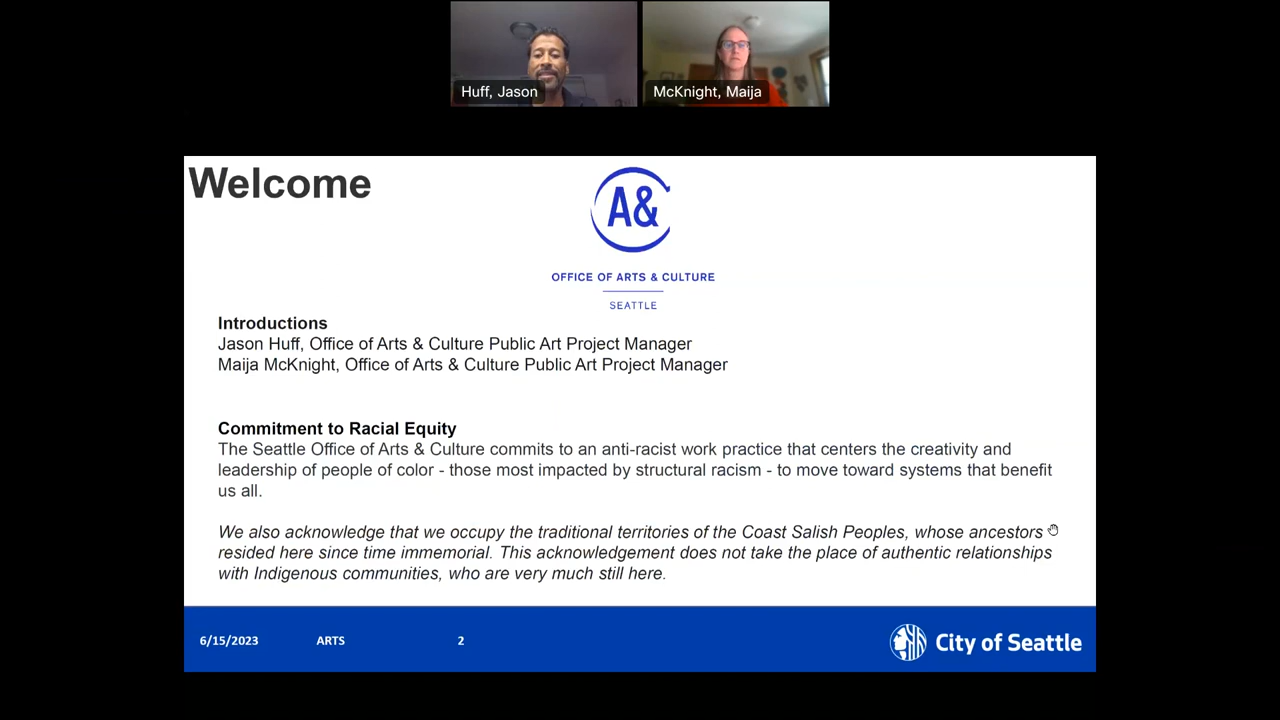 Huff, Jason
McKnight, Maija
Welcome
A&
OFFICE OF ARTS & CULTURE
SEATTLE
Introductions
Jason Huff, Office of Arts & Culture Public Art Project Manager
Maija McKnight, Office of Arts & Culture Public Art Project Manager
Commitment to Racial Equity
The Seattle Office of Arts & Culture commits to an anti-racist work practice that centers the creativity and
leadership of people of color - those most impacted by structural racism - to move toward systems that benefit
us all.
We also acknowledge that we occupy the traditional territories of the Coast Salish Peoples, whose ancestors
resided here since time immemorial. This acknowledgement does not take the place of authentic relationships
with Indigenous communities, who are very much still here.
6/15/2023 ARTS 2
City of Seattle